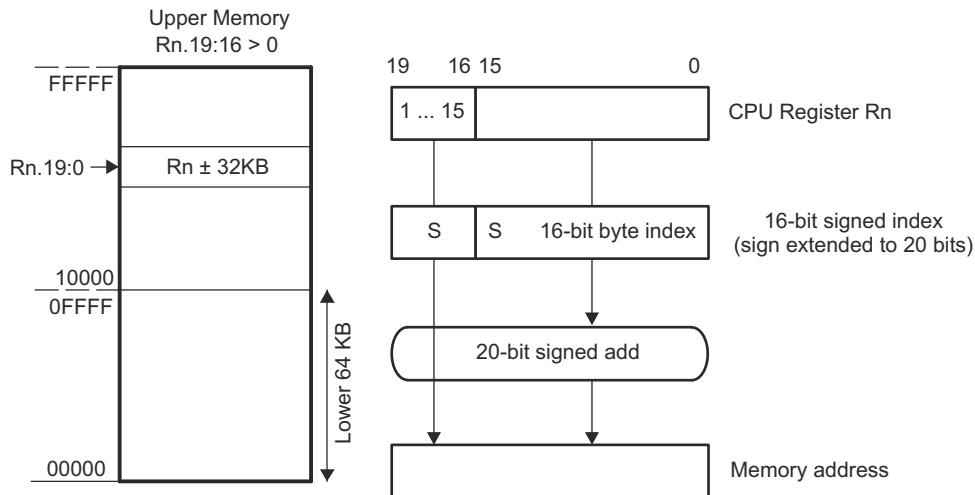 Upper Memory
Rn.19:16 > 0
FFFFF
Rn.19:0
Rn ± 32KB
10000
0FFFF
Lower 64 KB
00000
19 16 15 0
1 ... 15
CPU Register Rn
S S 16-bit byte index
16-bit signed index
(sign extended to 20 bits)
20-bit signed add
Memory address